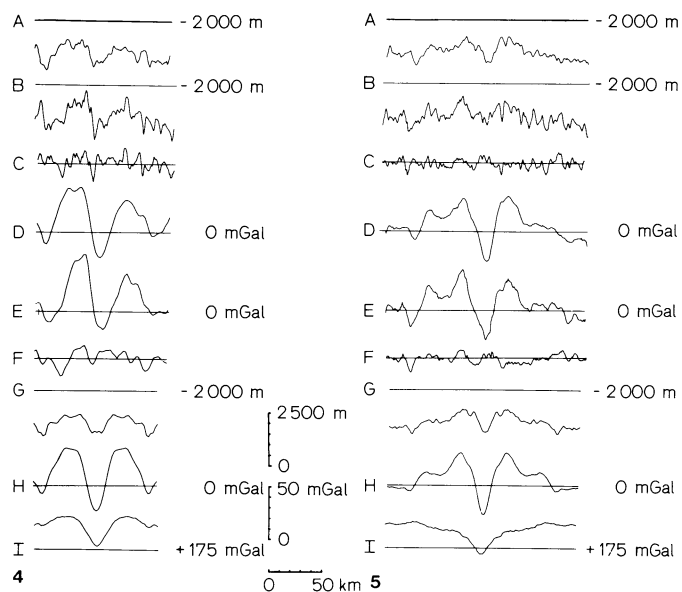 A - 2000 m
B - 2000 m
C
D 0 mGal
E 0 mGal
F
G - 2000 m
2500 m
0
H 0 mGal
50 mGal
0
I + 175 mGal
4
0 50 km
A - 2000 m
B - 2000 m
C
D 0 mGal
E 0 mGal
F
G - 2000 m
H 0 mGal
I + 175 mGal
5